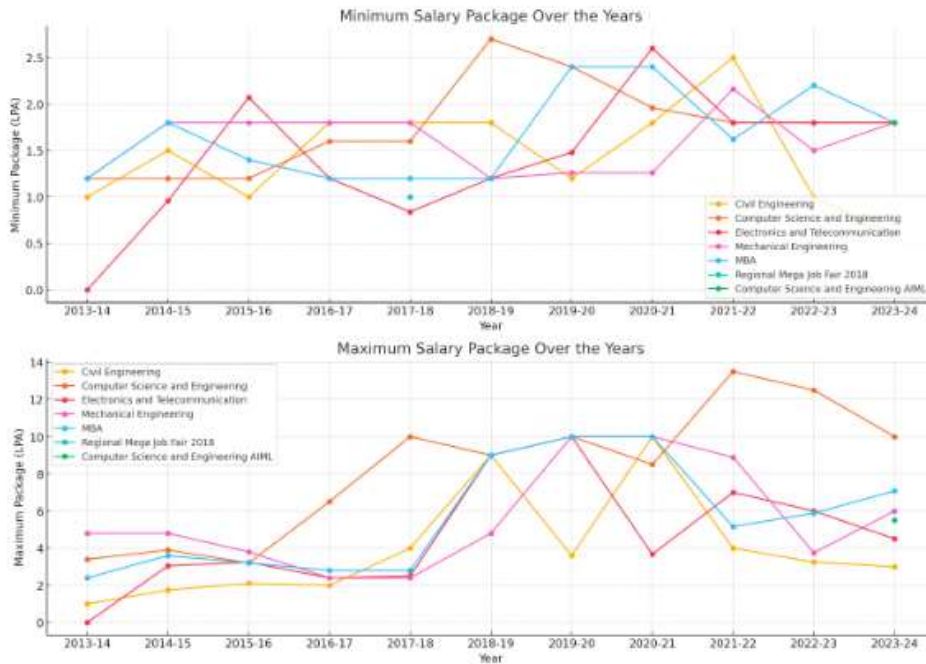 Minimum Salary Package Over the Years
Minimum Package (LPA)
2.5
2.0
1.5
1.0
0.5
0.0
Civil Engineering
Computer Science and Engineering
Electronics and Telecommunication
Mechanical Engineering
MBA
Regional Mega Job Fair 2018
Computer Science and Engineering AIML
2013-14 2014-15 2015-16 2016-17 2017-18 2018-19 2019-20 2020-21 2021-22 2022-23 2023-24
Year
Maximum Salary Package Over the Years
Maximum Package (LPA)
14
12
10
8
6
4
2
0
Civil Engineering
Computer Science and Engineering
Electronics and Telecommunication
Mechanical Engineering
MBA
Regional Mega Job Fair 2018
Computer Science and Engineering AIML
2013-14 2014-15 2015-16 2016-17 2017-18 2018-19 2019-20 2020-21 2021-22 2022-23 2023-24
Year